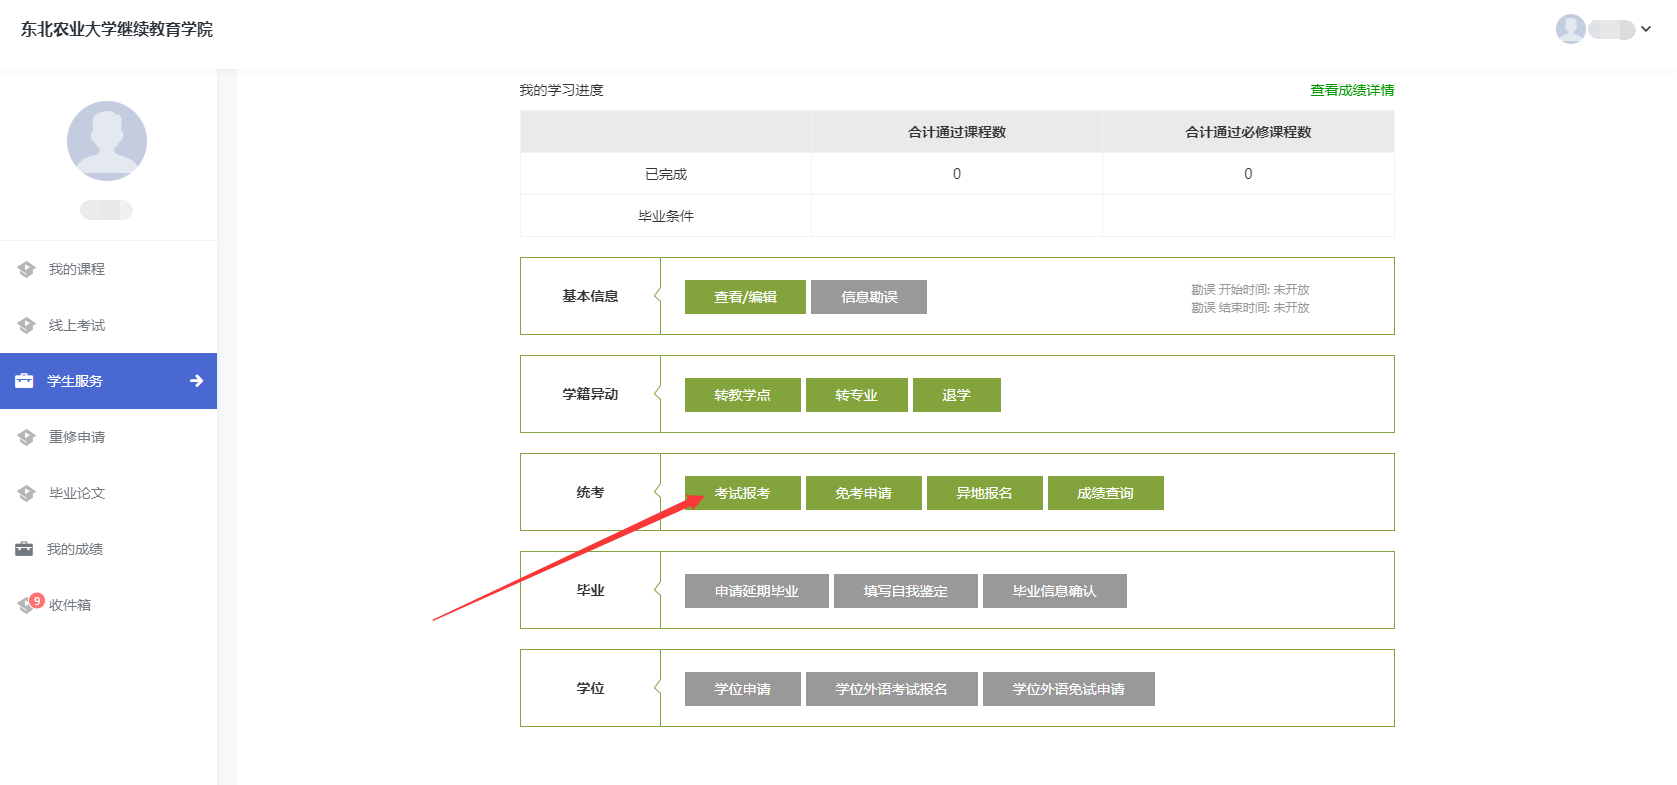 东北农业大学继续教育学院
我的课程
线上考试
学生服务
重修申请
毕业论文
我的成绩
9
收件箱
我的学习进度 查看成绩详情
合计通过课程数 合计通过必修课程数
已完成 0 0
毕业条件
基本信息 查看/编辑 信息勘误
勘误 开始时间: 未开放
勘误 结束时间: 未开放
学籍异动 转教学点 转专业 退学
统考 考试报考 免考申请 异地报名 成绩查询
毕业 申请延期毕业 填写自我鉴定 毕业信息确认
学位 学位申请 学位外语考试报名 学位外语免试申请